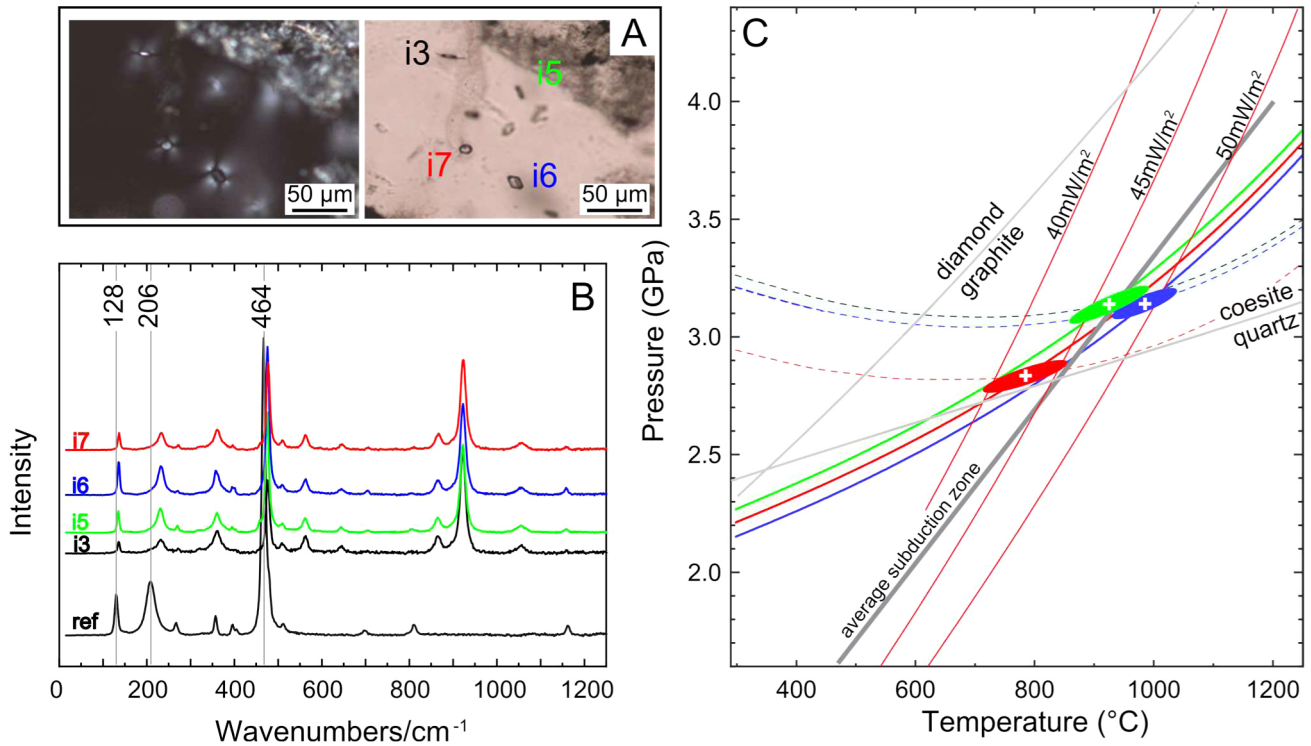 A
i3
i5
i7
i6
50 µm
50 µm
B
128
206
464
i7
i6
i5
i3
ref
Intensity
0
200
400
600
800
1000
1200
Wavenumbers/cm⁻¹
C
Pressure (GPa)
4.0
3.5
3.0
2.5
2.0
400
600
800
1000
1200
Temperature (°C)
diamond
graphite
40mW/m²
45mW/m²
50mW/m²
coesite
quartz
average subduction zone